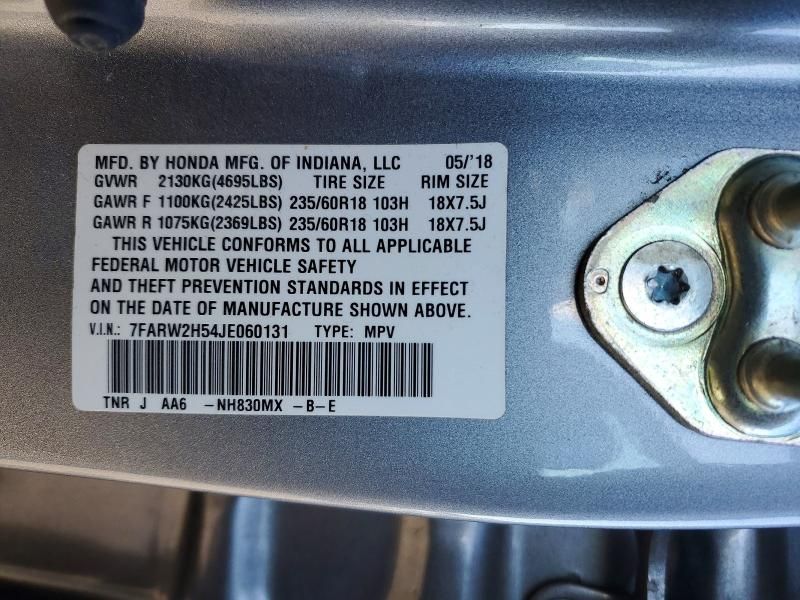 MFD. BY HONDA MFG. OF INDIANA, LLC 05/'18
GVWR 2130KG(4695LBS) TIRE SIZE RIM SIZE
GAWR F 1100KG(2425LBS) 235/60R18 103H 18X7.5J
GAWR R 1075KG(2369LBS) 235/60R18 103H 18X7.5J
THIS VEHICLE CONFORMS TO ALL APPLICABLE
FEDERAL MOTOR VEHICLE SAFETY
AND THEFT PREVENTION STANDARDS IN EFFECT
ON THE DATE OF MANUFACTURE SHOWN ABOVE.
V.I.N.: 7FARW2H54JE060131 TYPE: MPV
TNR J AA6 -NH830MX -B-E